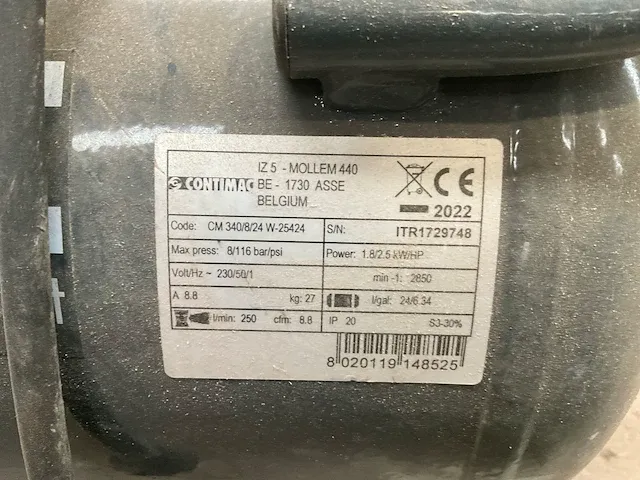 CONTIMAC
IZ 5 - MOLLEM 440
BE - 1730 ASSE
BELGIUM
CE
2022
Code: CM 340/8/24 W-25424
S/N: ITR1729748
Max press: 8/116 bar/psi
Power: 1.8/2.5 kW/HP
Volt/Hz ~ 230/50/1
min -1: 2850
A 8.8 kg: 27
l/gal: 24/6.34
l/min: 250 cfm: 8.8
IP 20 S3-30%
8 020119 148525